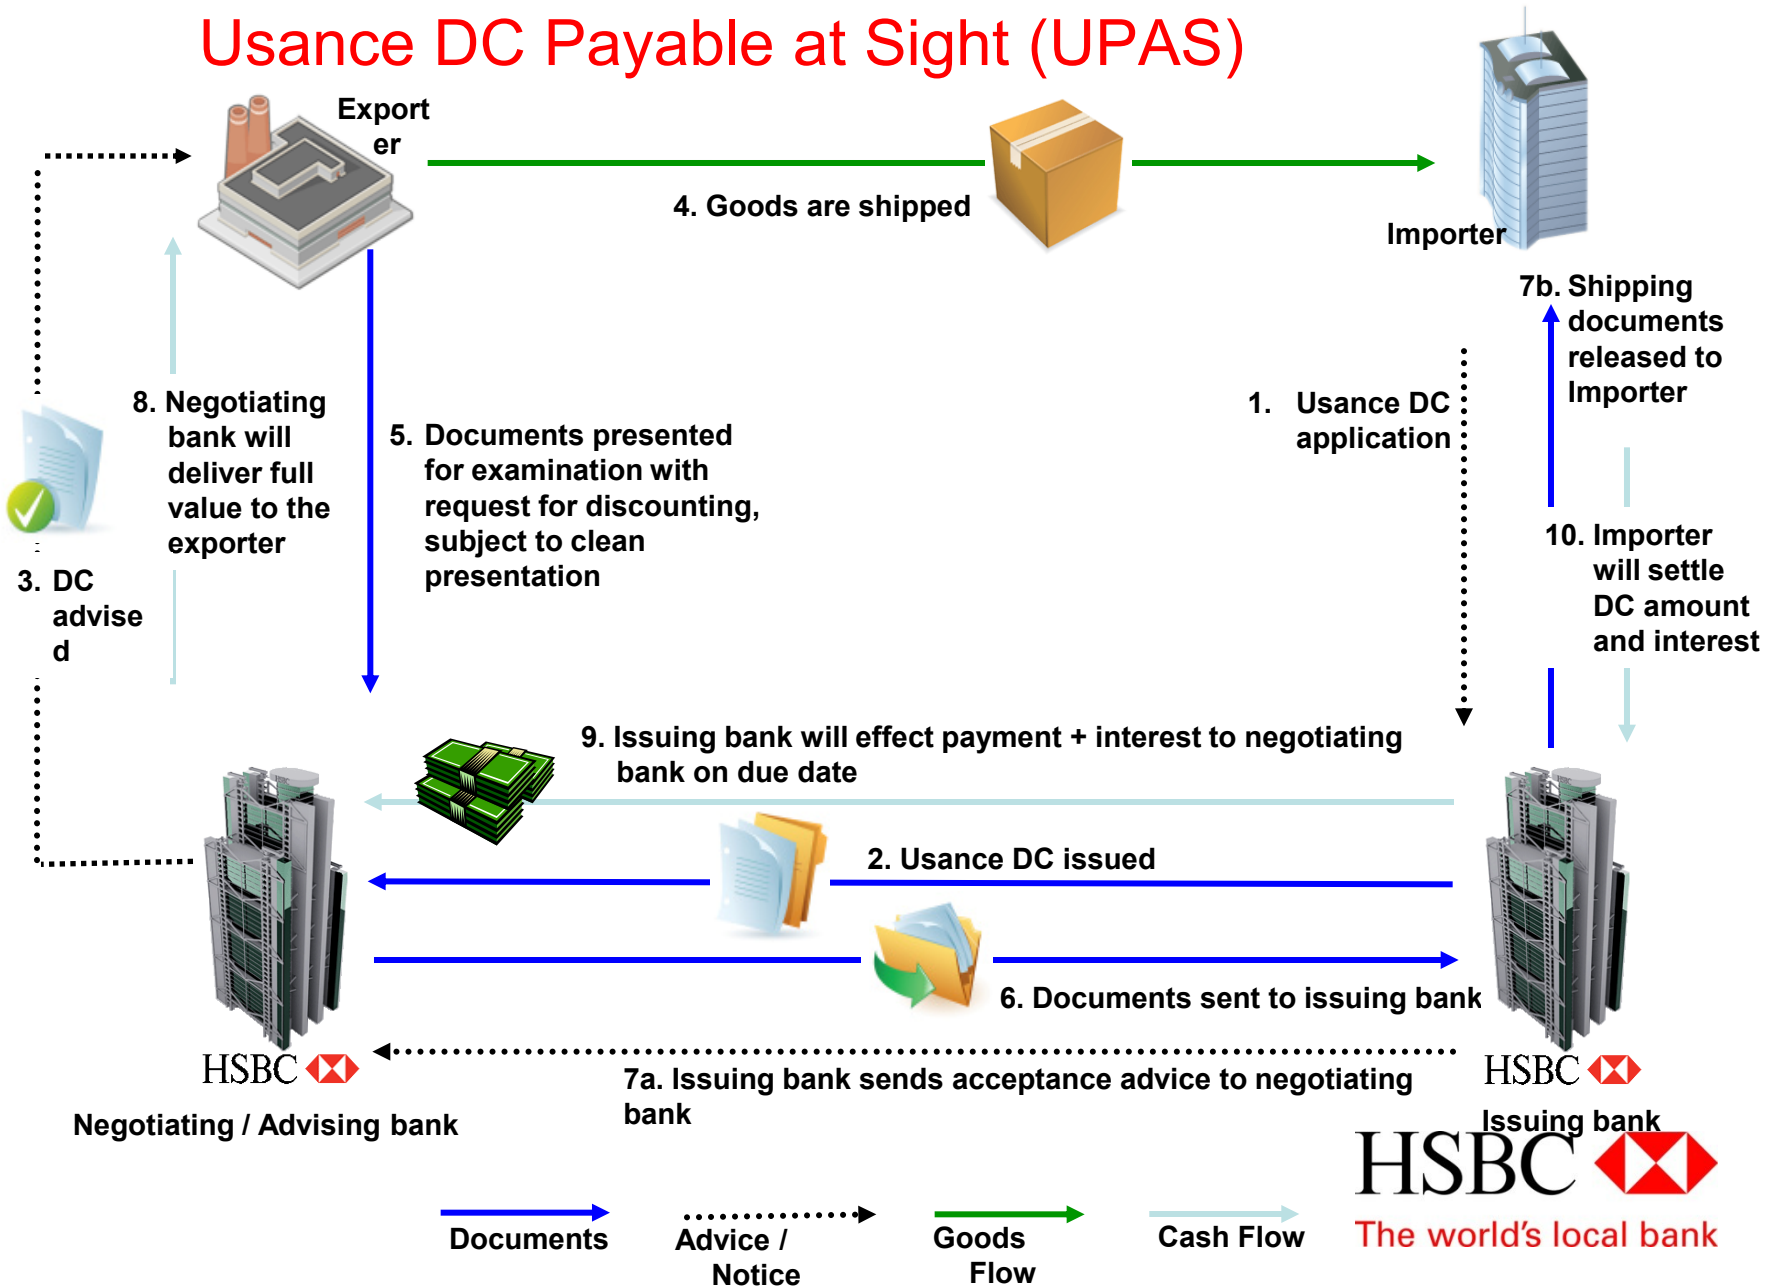 Usance DC Payable at Sight (UPAS)
Export
er
4. Goods are shipped
Importer
7b. Shipping
documents
released to
Importer
8. Negotiating
bank will
deliver full
value to the
exporter
5. Documents presented
for examination with
request for discounting,
subject to clean
presentation
1. Usance DC
application
3. DC
advise
d
10. Importer
will settle
DC amount
and interest
9. Issuing bank will effect payment + interest to negotiating
bank on due date
2. Usance DC issued
6. Documents sent to issuing bank
HSBC
HSBC
7a. Issuing bank sends acceptance advice to negotiating
bank
Negotiating / Advising bank
Issuing bank
HSBC
The world's local bank
Documents
Advice /
Notice
Goods
Flow
Cash Flow